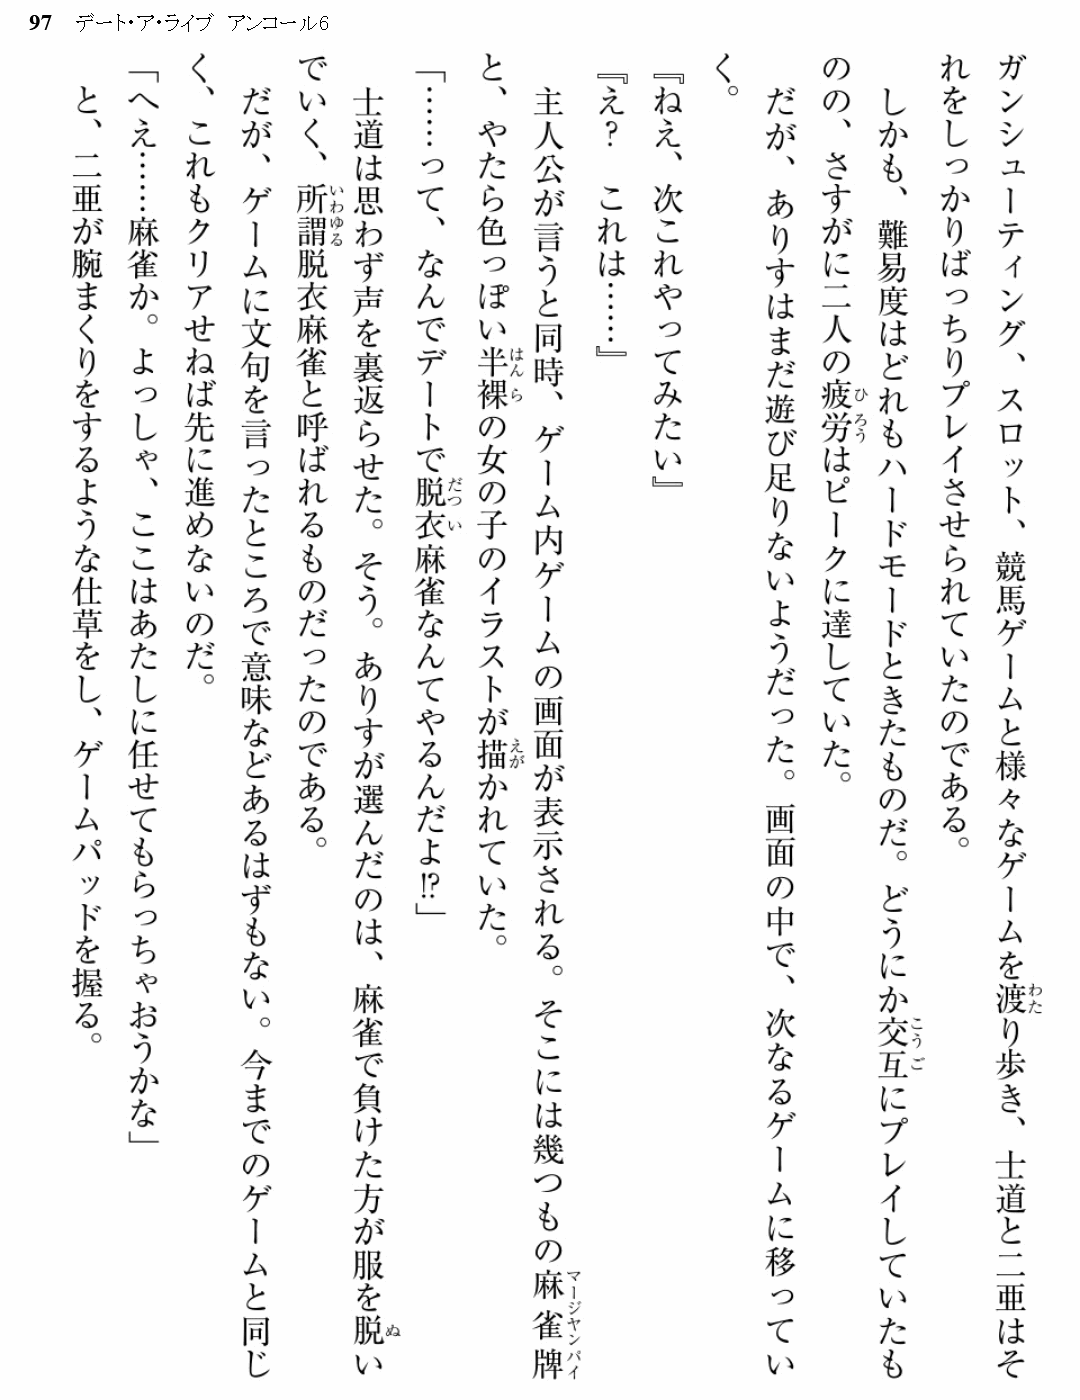 97 デート・ア・ライブ アンコール6
ガンシューティング、スロット、競馬ゲームと様々なゲームを渡り歩き、士道と二亜はそ
れをしっかりばっちりプレイさせられていたのである。
しかも、難易度はどれもハードモードときたものだ。どうにか交互にプレイしていたも
のの、さすがに二人の疲労はピークに達していた。
だが、ありすはまだ遊び足りないようだった。画面の中で、次なるゲームに移ってい
く。
『ねえ、次これやってみたい』
『え？　これは……』
主人公が言うと同時、ゲーム内ゲームの画面が表示される。そこには幾つもの麻雀牌
と、やたら色っぽい半裸の女の子のイラストが描かれていた。
「……って、なんでデートで脱衣麻雀なんてやるんだよ!?」
士道は思わず声を裏返らせた。そう。ありすが選んだのは、麻雀で負けた方が服を脱い
でいく、所謂脱衣麻雀と呼ばれるものだったのである。
だが、ゲームに文句を言ったところで意味などあるはずもない。今までのゲームと同じ
く、これもクリアせねば先に進めないのだ。
「へえ……麻雀か。よっしゃ、ここはあたしに任せてもらっちゃおうかな」
と、二亜が腕まくりをするような仕草をし、ゲームパッドを握る。